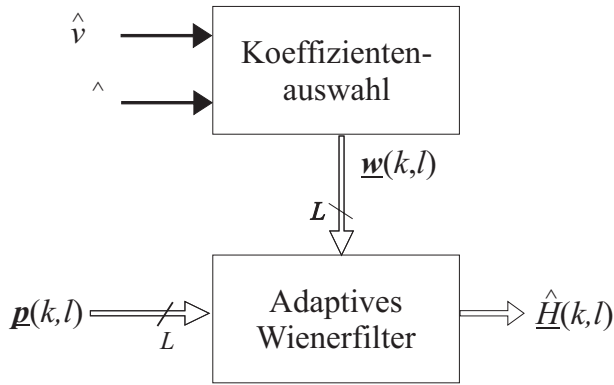 v̂
Koeffizienten-
auswahl
^
w(k,l)
L
p(k,l)
L
Adaptives
Wienerfilter
Ĥ(k,l)